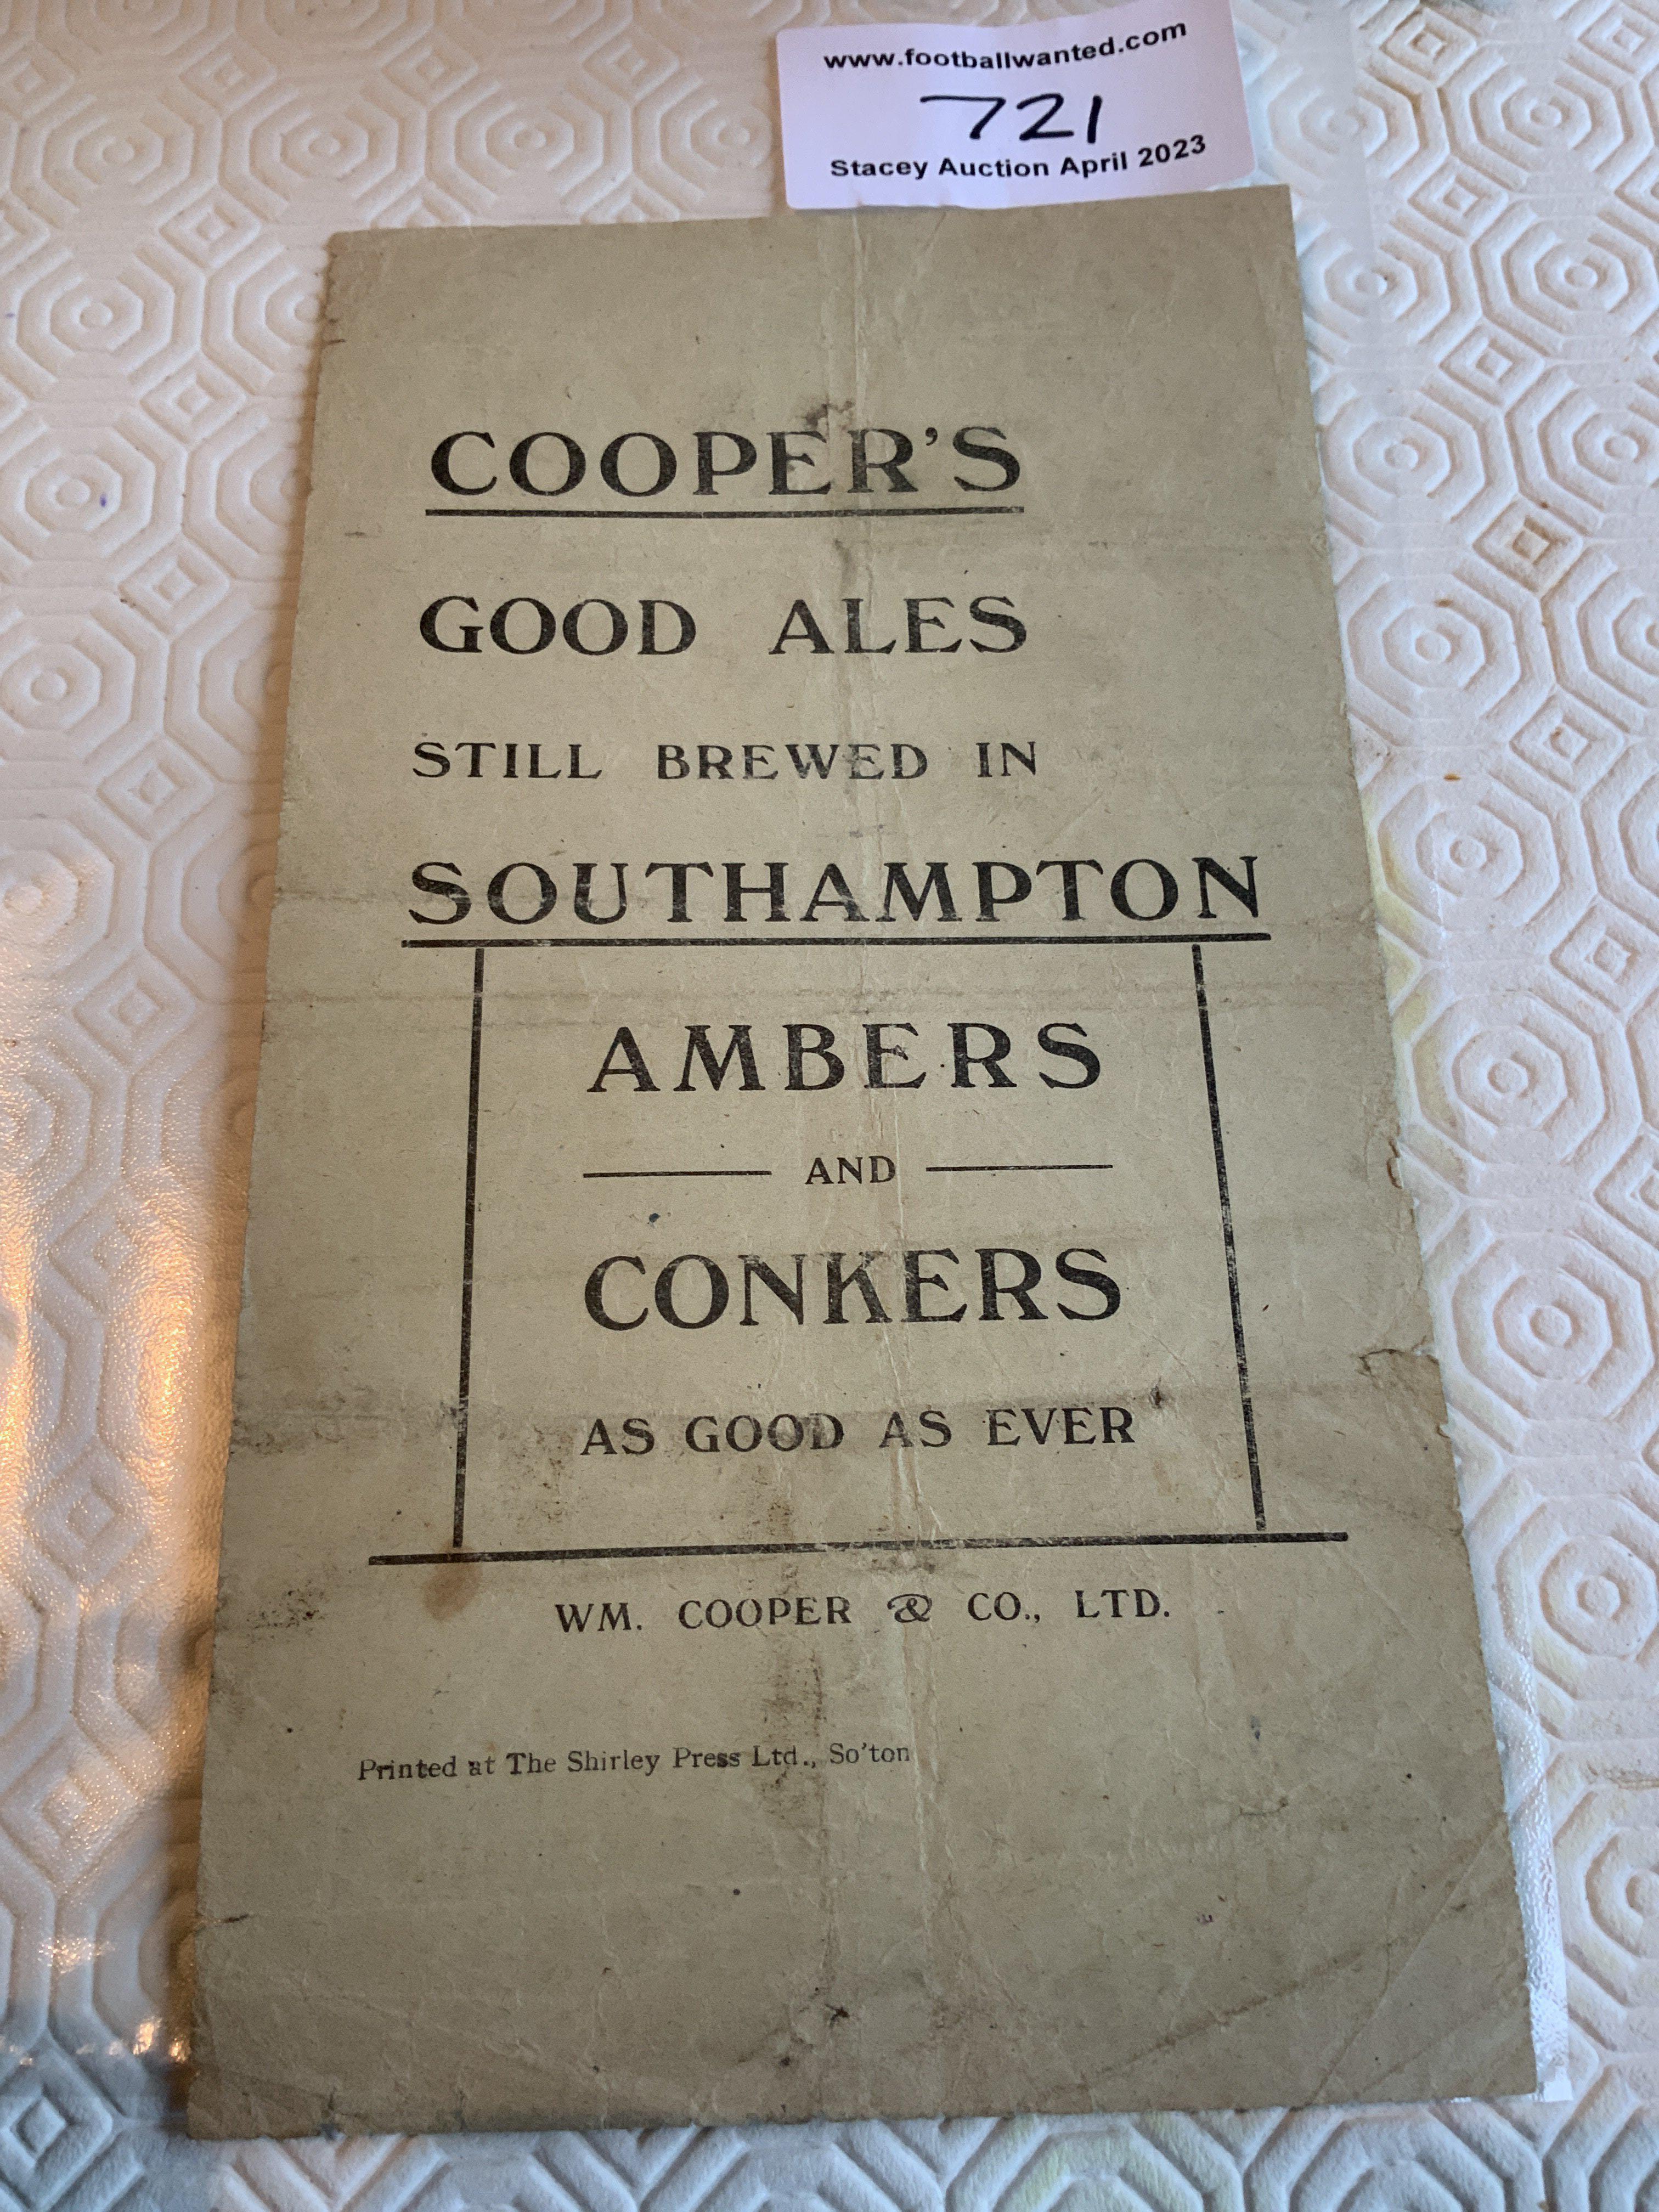 www.footballwanted.com
721
Stacey Auction April 2023
COOPER'S
GOOD ALES
STILL BREWED IN
SOUTHAMPTON
AMBERS
AND
CONKERS
AS GOOD AS EVER
WM. COOPER & CO., LTD.
Printed at The Shirley Press Ltd., So'ton